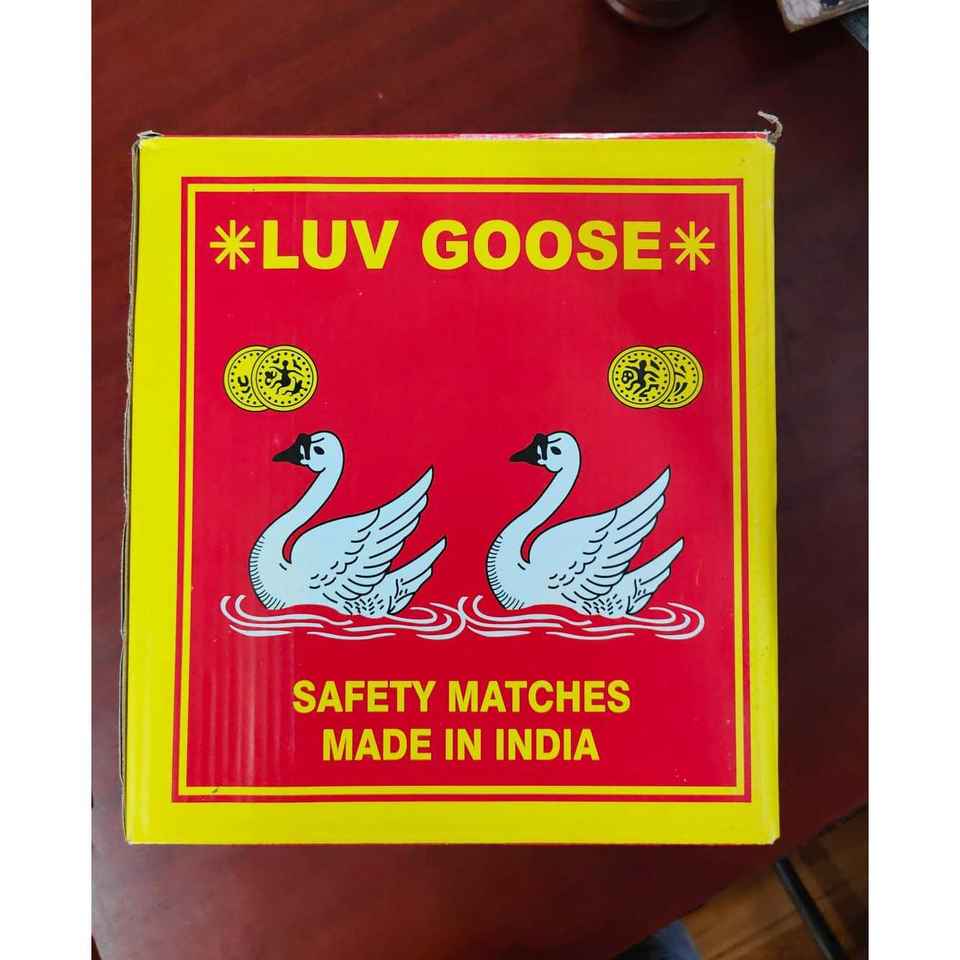 *LUV GOOSE*
SAFETY MATCHES
MADE IN INDIA